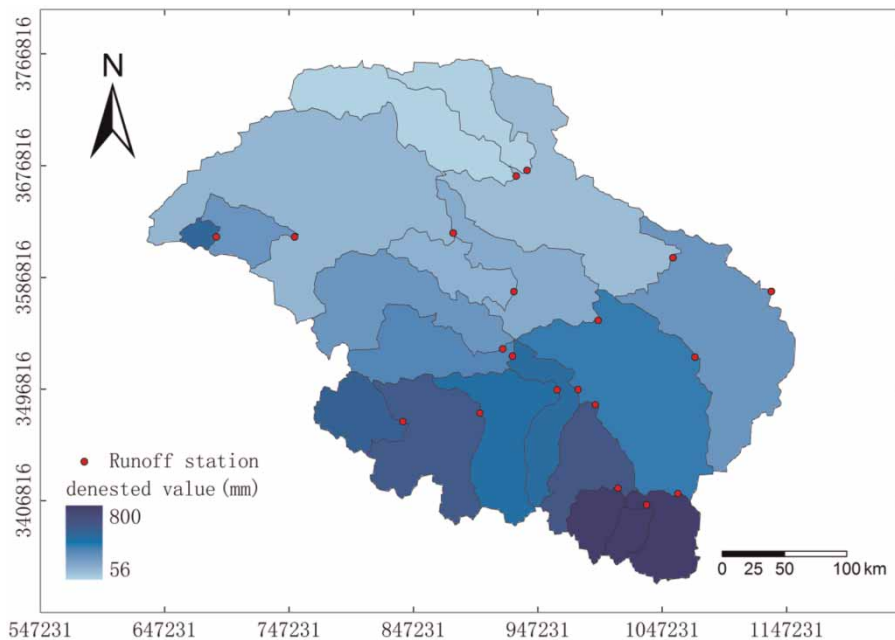 3766816
3676816
3586816
3496816
3406816
N
Runoff station
denested value(mm)
800
56
0 25 50 100 km
547231 647231 747231 847231 947231 1047231 1147231